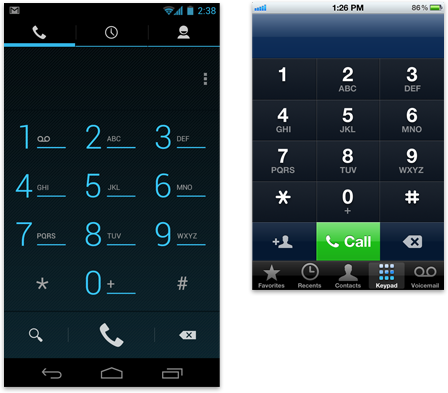 2:38
1
2 ABC
3 DEF
4 GHI
5 JKL
6 MNO
7 PQRS
8 TUV
9 WXYZ
*
0 +
#
1:26 PM
86%
1
2
ABC
3
DEF
4
GHI
5
JKL
6
MNO
7
PQRS
8
TUV
9
WXYZ
*
0
+
#
+
Call
Favorites
Recents
Contacts
Keypad
Voicemail